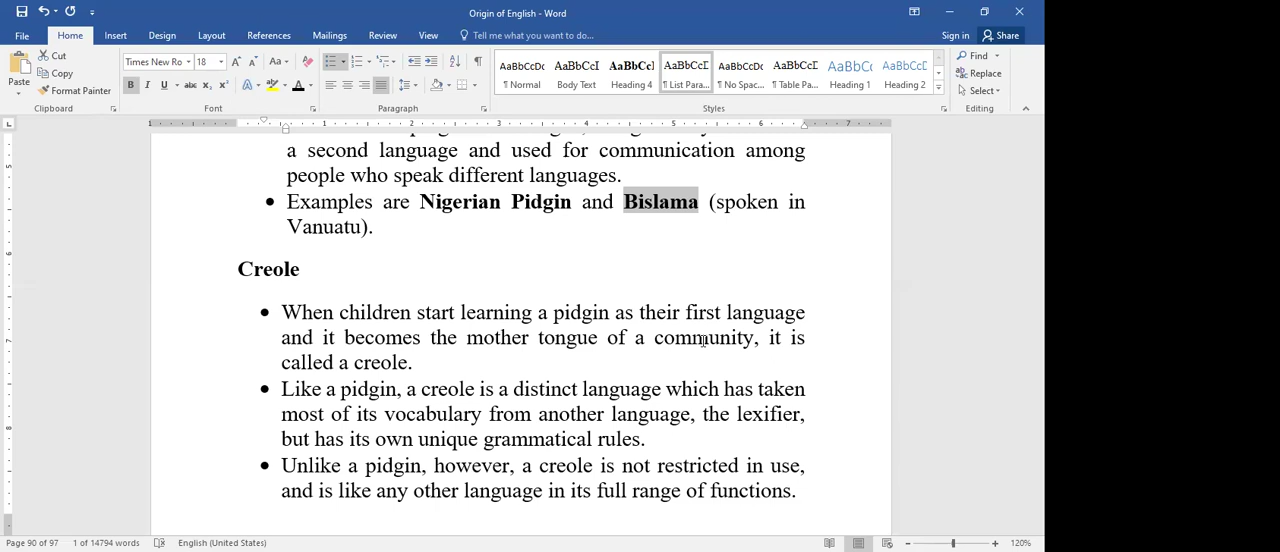 Origin of English - Word
File Home Insert Design Layout References Mailings Review View Tell me what you want to do... Sign in Share
Paste Cut Copy Format Painter
Times New Ro 18
AaBbCcDc AaBbCcI AaBbCc AaBbCcI AaBbCcDc AaBbCcD AaBbCc AaBbCcC
¶ Normal Body Text Heading 4 ¶ List Para... ¶ No Spac... ¶ Table Pa... Heading 1 Heading 2
Find Replace Select
Clipboard Font Paragraph Styles Editing
a second language and used for communication among
people who speak different languages.
• Examples are Nigerian Pidgin and Bislama (spoken in
Vanuatu).
Creole
• When children start learning a pidgin as their first language
and it becomes the mother tongue of a community, it is
called a creole.
• Like a pidgin, a creole is a distinct language which has taken
most of its vocabulary from another language, the lexifier,
but has its own unique grammatical rules.
• Unlike a pidgin, however, a creole is not restricted in use,
and is like any other language in its full range of functions.
Page 90 of 97 1 of 14794 words English (United States) 120%